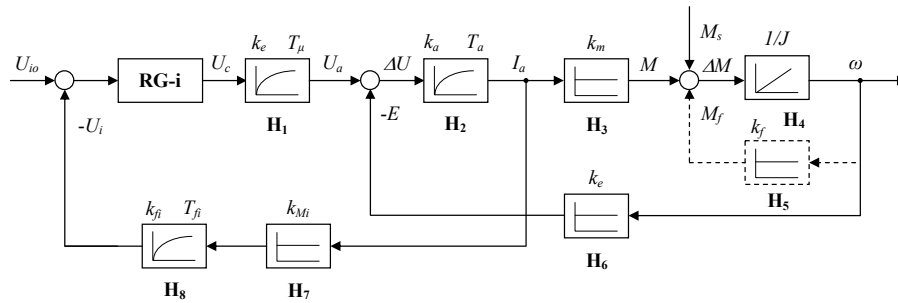 U_io
RG-i
U_c
k_e T_μ
H_1
U_a
ΔU
-E
k_a T_a
H_2
I_a
k_m
H_3
M
M_s
ΔM
M_f
1/J
H_4
ω
k_f
H_5
-U_i
k_e
H_6
k_fi T_fi
H_8
k_Mi
H_7